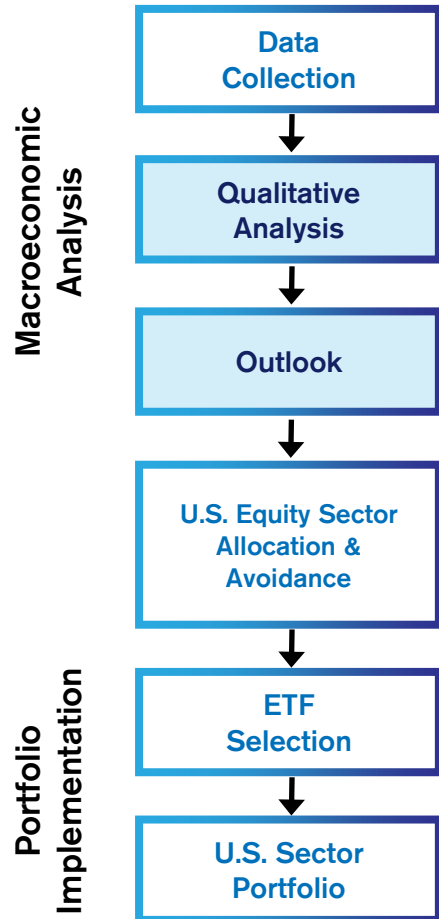 Macroeconomic
Analysis
Data
Collection
Qualitative
Analysis
Outlook
U.S. Equity Sector
Allocation &
Avoidance
Portfolio
Implementation
ETF
Selection
U.S. Sector
Portfolio